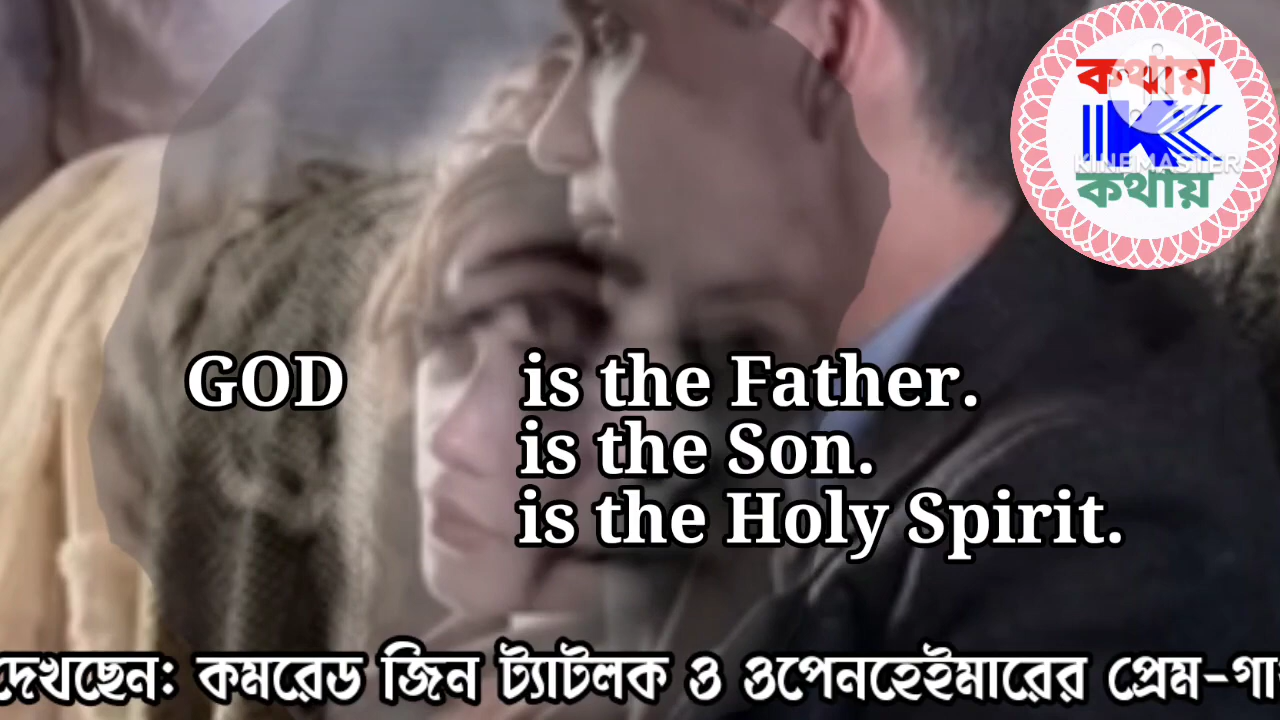 কথায়
K
KINEMASTER
কথায়
GOD is the Father.
is the Son.
is the Holy Spirit.
দেখছেন: কমরেড জিন ট্যাটলক ও ওপেনহেইমারের প্রেম-গা